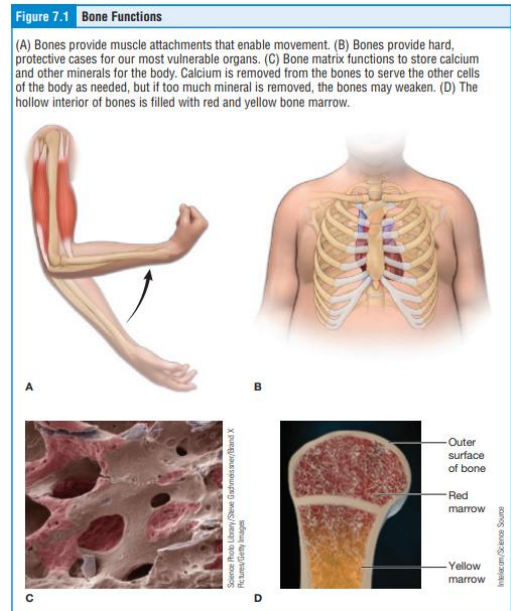 Figure 7.1 Bone Functions
(A) Bones provide muscle attachments that enable movement. (B) Bones provide hard,
protective cases for our most vulnerable organs. (C) Bone matrix functions to store calcium
and other minerals for the body. Calcium is removed from the bones to serve the other cells
of the body as needed, but if too much mineral is removed, the bones may weaken. (D) The
hollow interior of bones is filled with red and yellow bone marrow.
A
B
Science Photo Library/Steve Gschmeissner/Brand X
Pictures/Getty Images
C
Outer
surface
of bone
Red
marrow
Yellow
marrow
Intelecom/Science Source
D